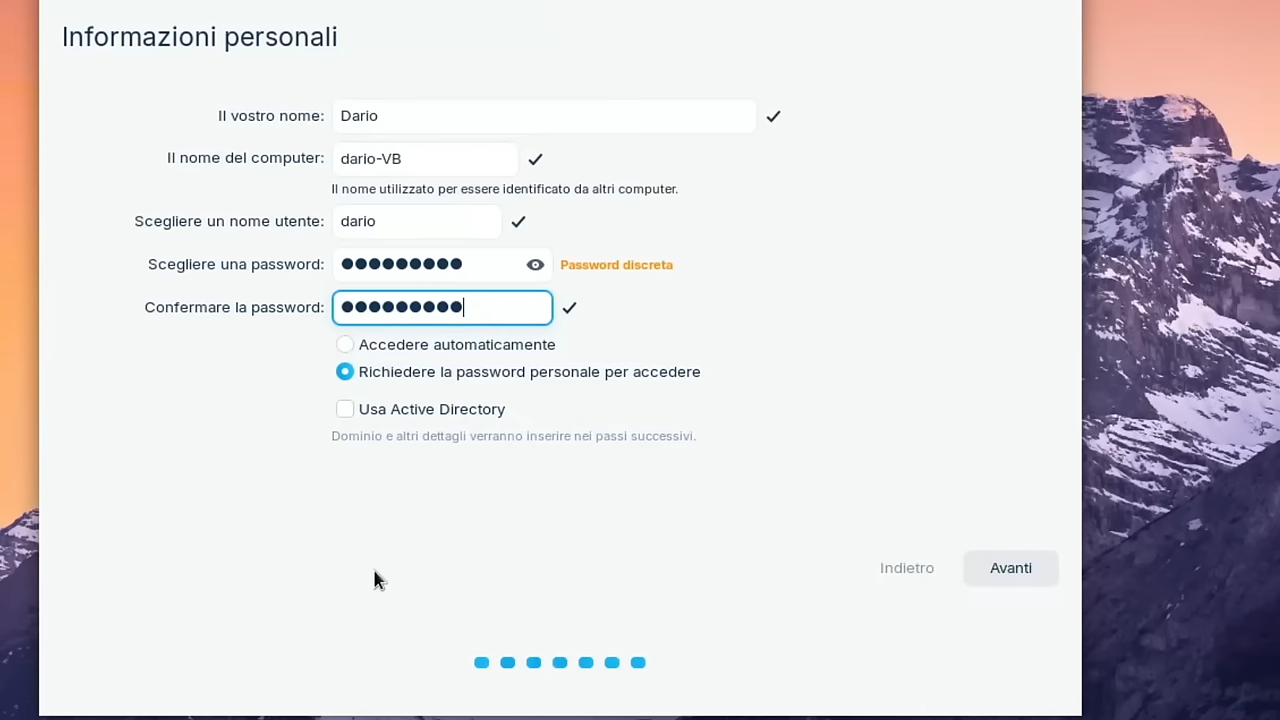 Informazioni personali
Il vostro nome: Dario
Il nome del computer: dario-VB
Il nome utilizzato per essere identificato da altri computer.
Scegliere un nome utente: dario
Scegliere una password: ●●●●●●●●● Password discreta
Confermare la password: ●●●●●●●●●
Accedere automaticamente
Richiedere la password personale per accedere
Usa Active Directory
Dominio e altri dettagli verranno inserire nei passi successivi.
Indietro Avanti